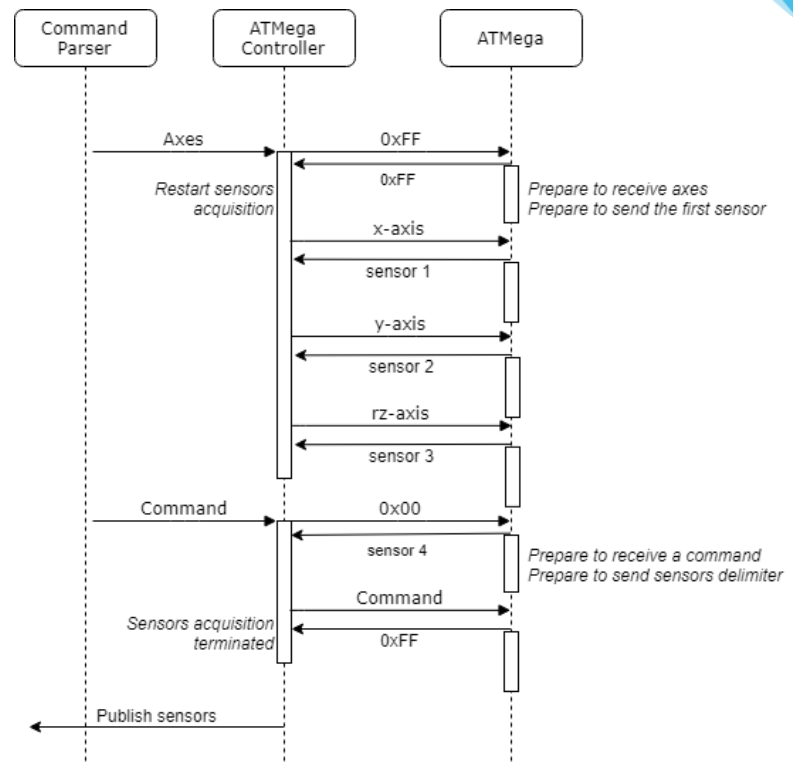 Command
Parser
ATMega
Controller
ATMega
Axes
0xFF
0xFF
Restart sensors
acquisition
Prepare to receive axes
Prepare to send the first sensor
x-axis
sensor 1
y-axis
sensor 2
rz-axis
sensor 3
Command
0x00
sensor 4
Prepare to receive a command
Prepare to send sensors delimiter
Command
Sensors acquisition
terminated
0xFF
Publish sensors